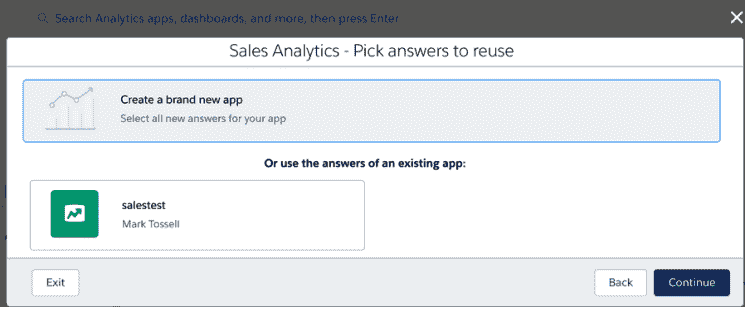 Search Analytics apps, dashboards, and more, then press Enter
Sales Analytics - Pick answers to reuse
Create a brand new app
Select all new answers for your app
Or use the answers of an existing app:
salestest
Mark Tossell
Exit
Back
Continue